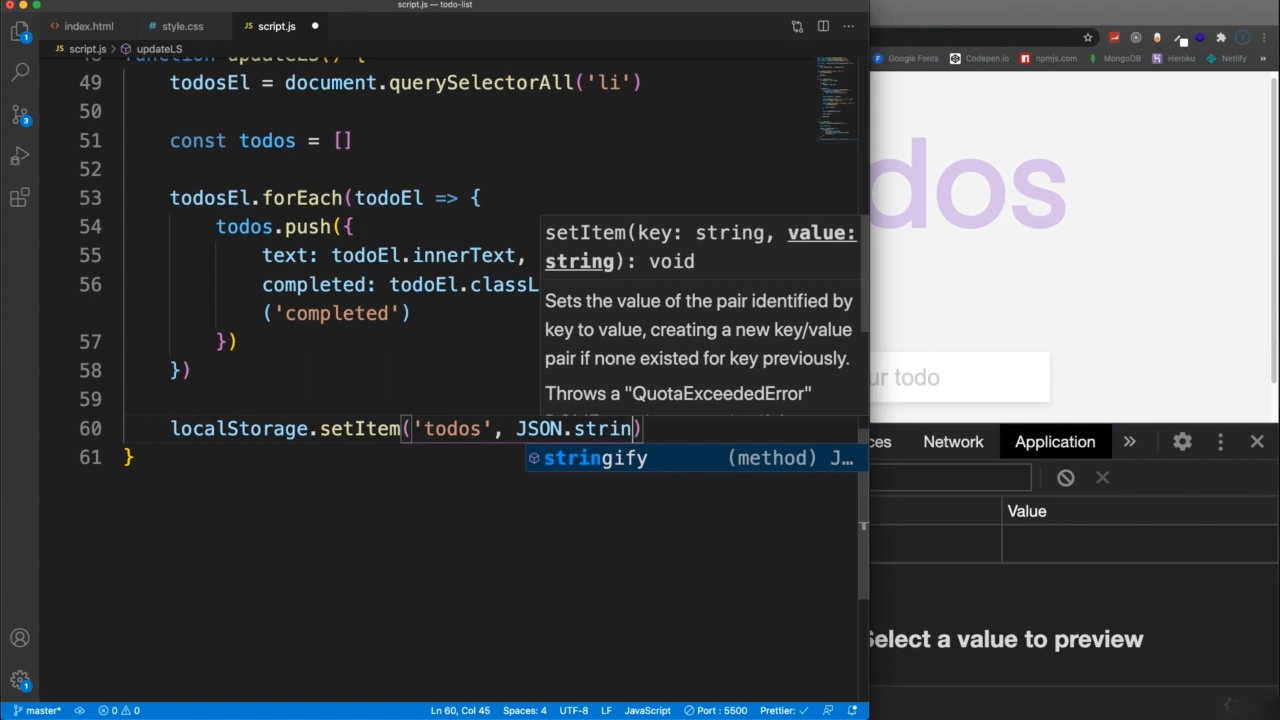 script.js — todo-list
index.html
style.css
script.js
script.js > updateLS
function updateLS() {
49 todosEl = document.querySelectorAll('li')
50
51 const todos = []
52
53 todosEl.forEach(todoEl => {
54 todos.push({
55 text: todoEl.innerText,
56 completed: todoEl.classL
('completed')
57 })
58 })
59
60 localStorage.setItem('todos', JSON.strin)
61 }
setItem(key: string, value:
string): void
Sets the value of the pair identified by
key to value, creating a new key/value
pair if none existed for key previously.
Throws a "QuotaExceededError"
stringify (method) J…
master* 0 0 Ln 60, Col 45 Spaces: 4 UTF-8 LF JavaScript Port : 5500 Prettier: ✓
Google Fonts Codepen.io npmjs.com MongoDB Heroku Netlify »
dos
ur todo
ces Network Application »
Value
Select a value to preview